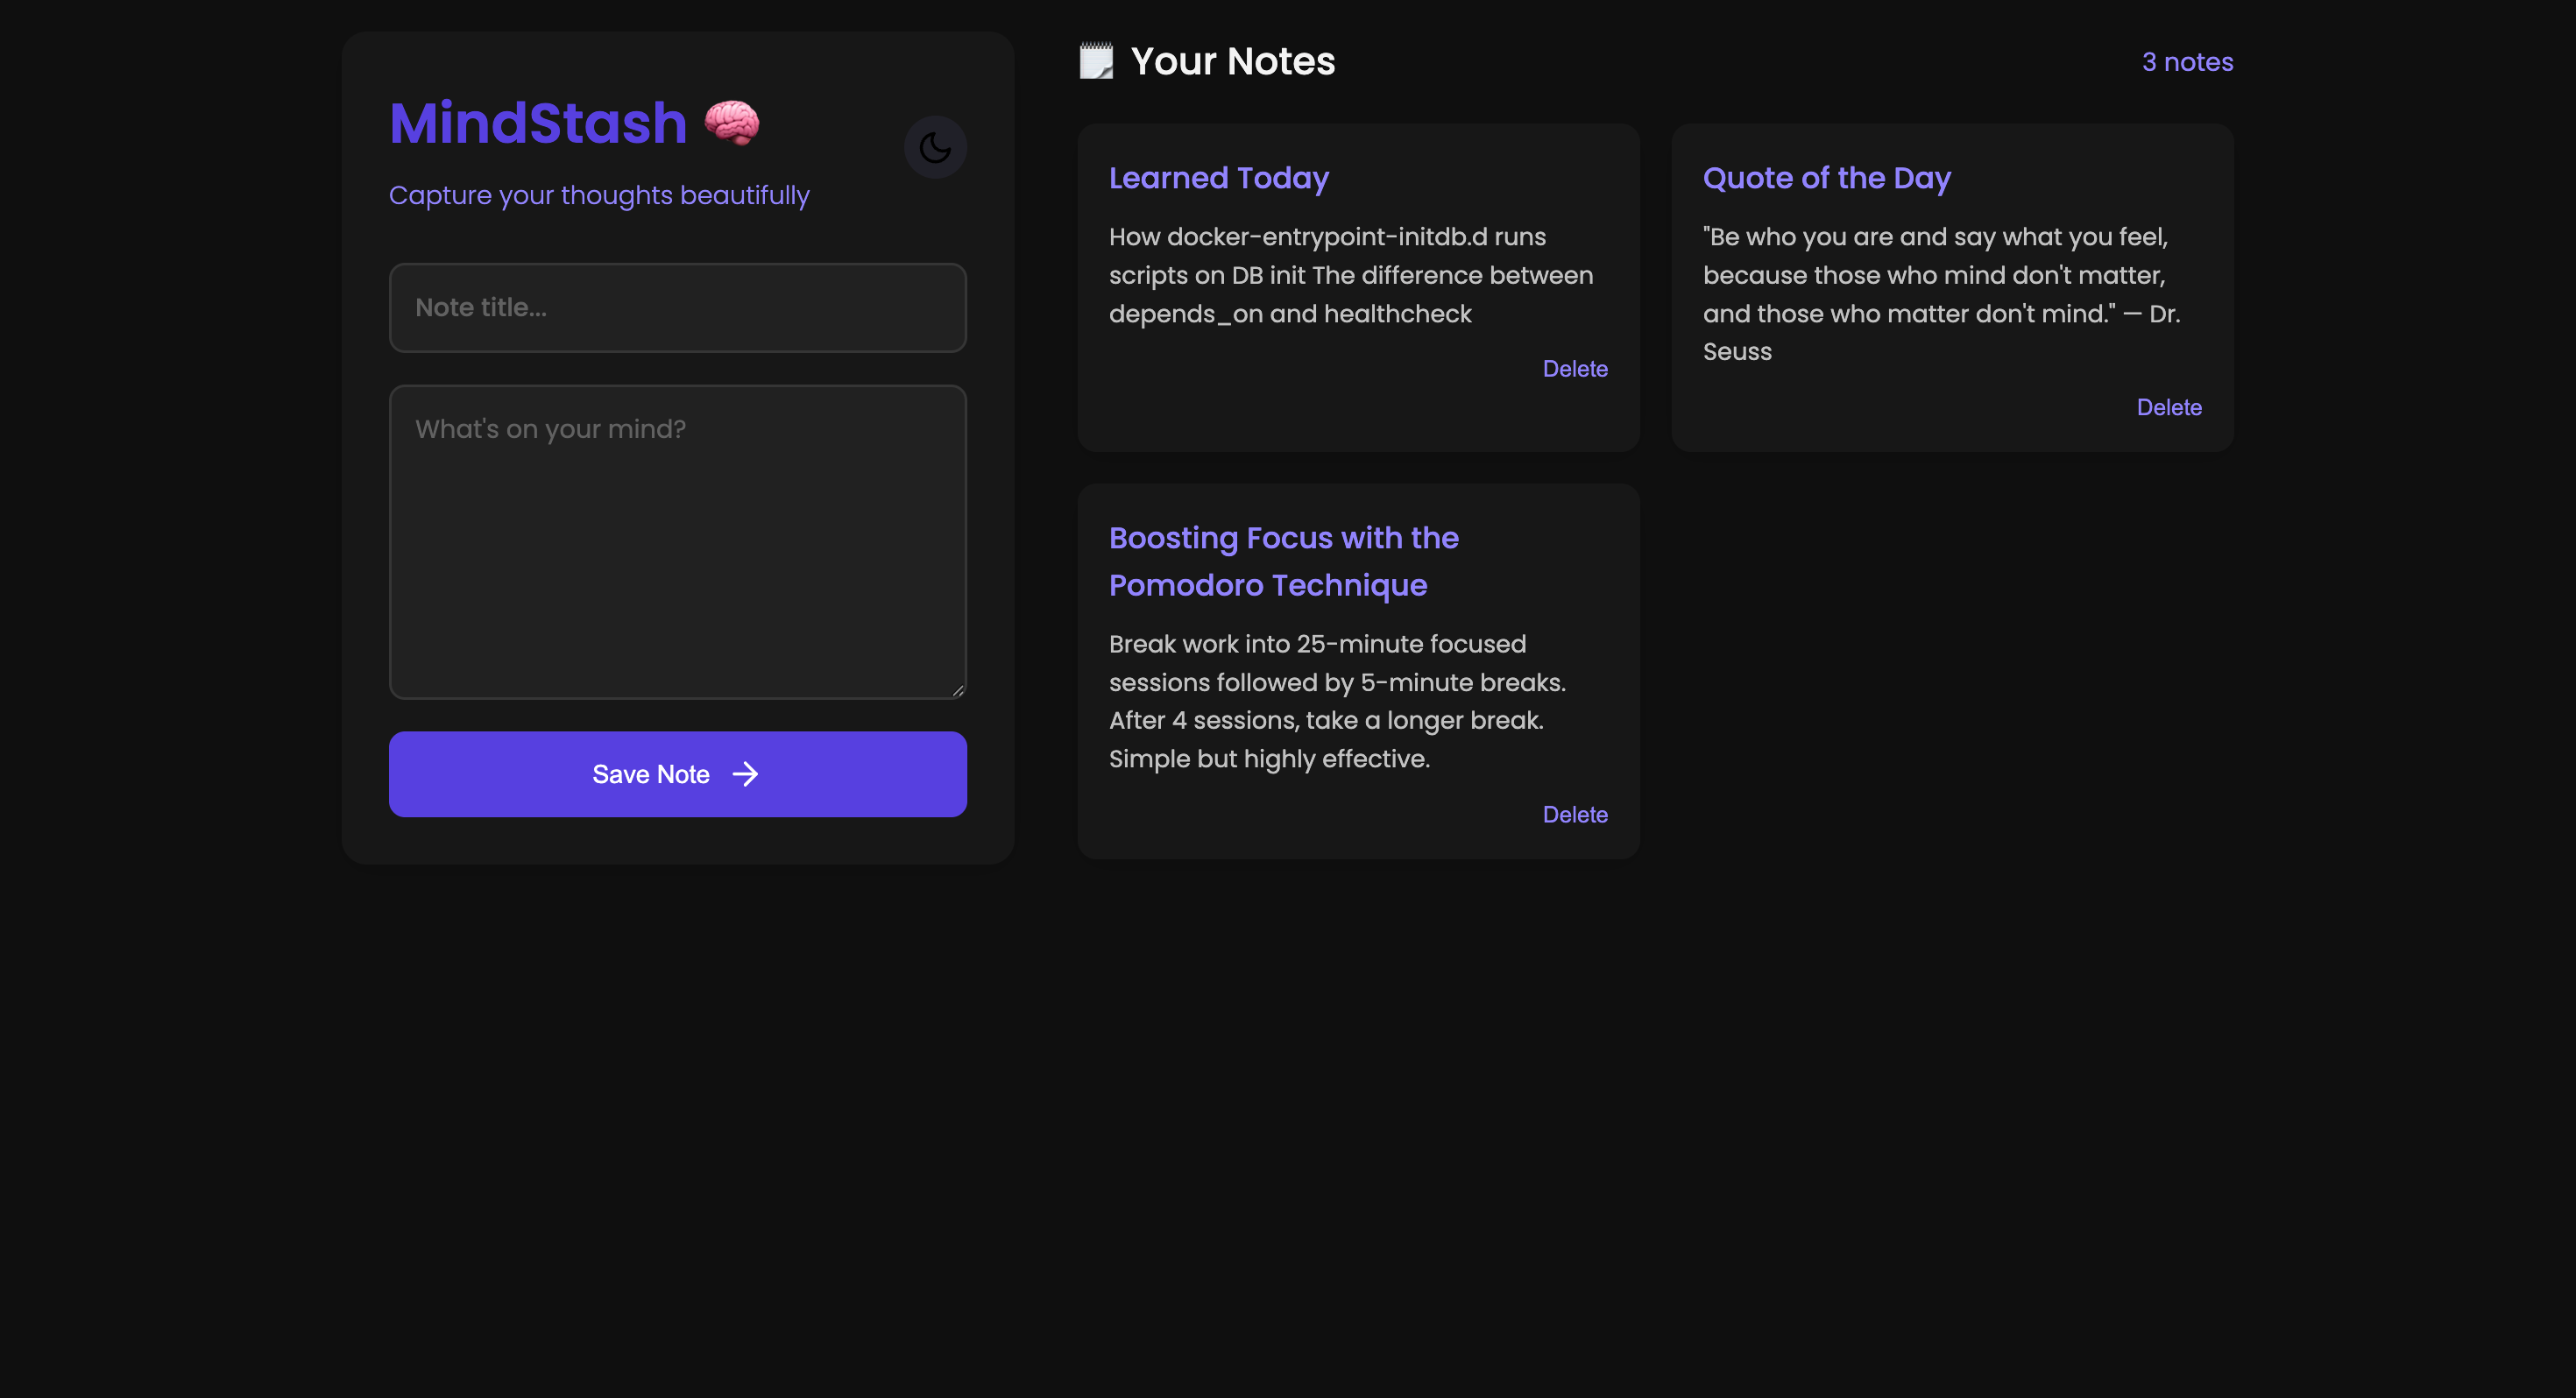 MindStash 🧠
Capture your thoughts beautifully
Note title...
What's on your mind?
Save Note →
Your Notes
3 notes
Learned Today
How docker-entrypoint-initdb.d runs
scripts on DB init The difference between
depends_on and healthcheck
Delete
Quote of the Day
"Be who you are and say what you feel,
because those who mind don't matter,
and those who matter don't mind." — Dr.
Seuss
Delete
Boosting Focus with the
Pomodoro Technique
Break work into 25-minute focused
sessions followed by 5-minute breaks.
After 4 sessions, take a longer break.
Simple but highly effective.
Delete